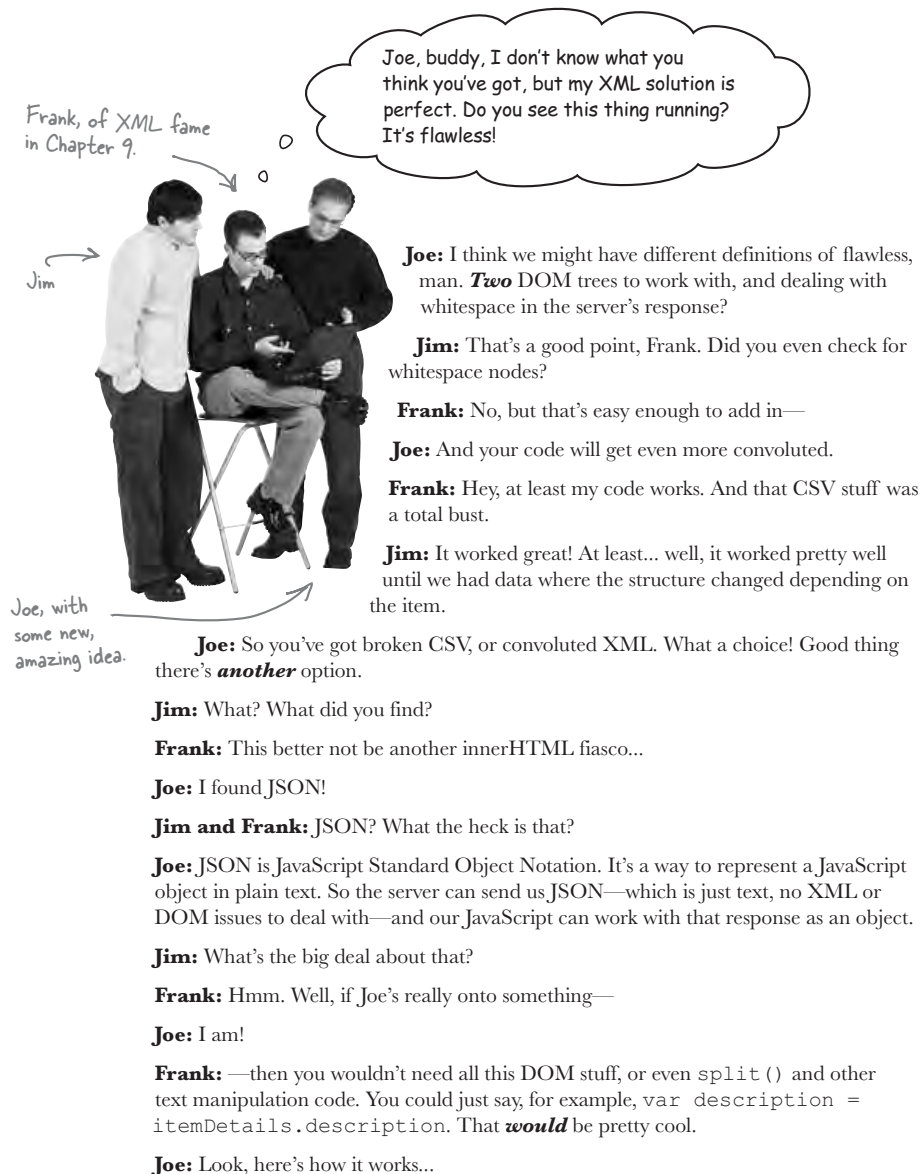 Joe, buddy, I don't know what you
think you've got, but my XML solution is
perfect. Do you see this thing running?
It's flawless!
Frank, of XML fame
in Chapter 9.
Jim
Joe: I think we might have different definitions of flawless,
man. Two DOM trees to work with, and dealing with
whitespace in the server's response?
Jim: That's a good point, Frank. Did you even check for
whitespace nodes?
Frank: No, but that's easy enough to add in—
Joe: And your code will get even more convoluted.
Frank: Hey, at least my code works. And that CSV stuff was
a total bust.
Jim: It worked great! At least... well, it worked pretty well
until we had data where the structure changed depending on
the item.
Joe, with
some new,
amazing idea.
Joe: So you've got broken CSV, or convoluted XML. What a choice! Good thing
there's another option.
Jim: What? What did you find?
Frank: This better not be another innerHTML fiasco...
Joe: I found JSON!
Jim and Frank: JSON? What the heck is that?
Joe: JSON is JavaScript Standard Object Notation. It's a way to represent a JavaScript
object in plain text. So the server can send us JSON—which is just text, no XML or
DOM issues to deal with—and our JavaScript can work with that response as an object.
Jim: What's the big deal about that?
Frank: Hmm. Well, if Joe's really onto something—
Joe: I am!
Frank: —then you wouldn't need all this DOM stuff, or even split() and other
text manipulation code. You could just say, for example, var description =
itemDetails.description. That would be pretty cool.
Joe: Look, here's how it works...